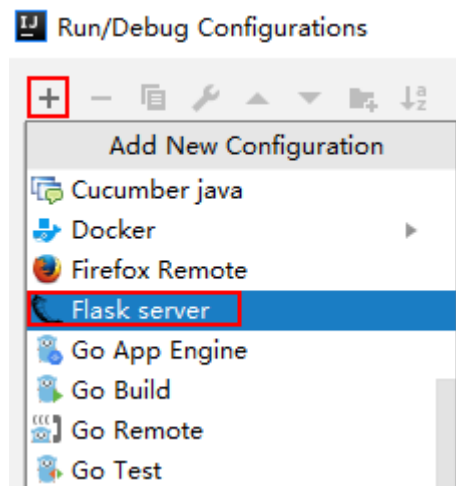 IJ Run/Debug Configurations
Add New Configuration
Cucumber java
Docker
Firefox Remote
Flask server
Go App Engine
Go Build
Go Remote
Go Test